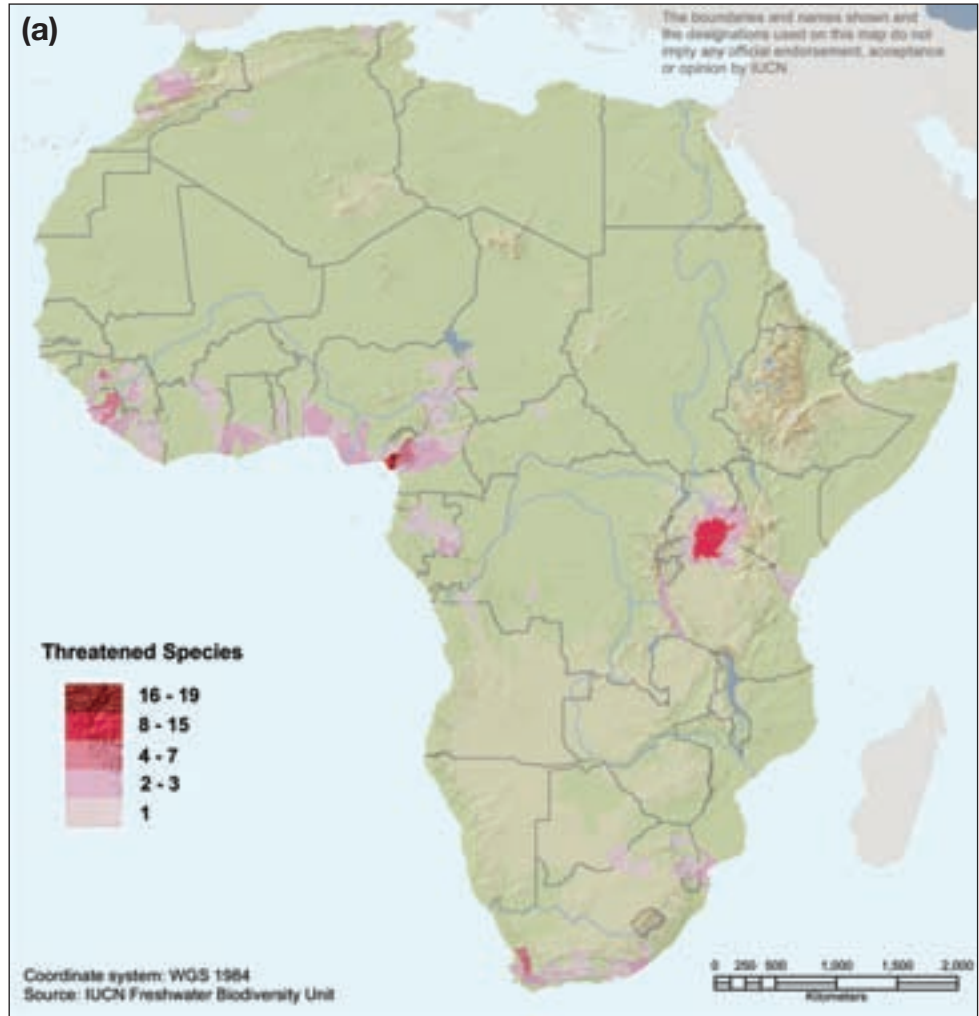 (a)
The boundaries and names shown and
the designations used on this map do not
imply any official endorsement, acceptance
or opinion by IUCN
Threatened Species
16 - 19
8 - 15
4 - 7
2 - 3
1
Coordinate system: WGS 1984
Source: IUCN Freshwater Biodiversity Unit
0 250 500 1,000 1,500 2,000
Kilometers